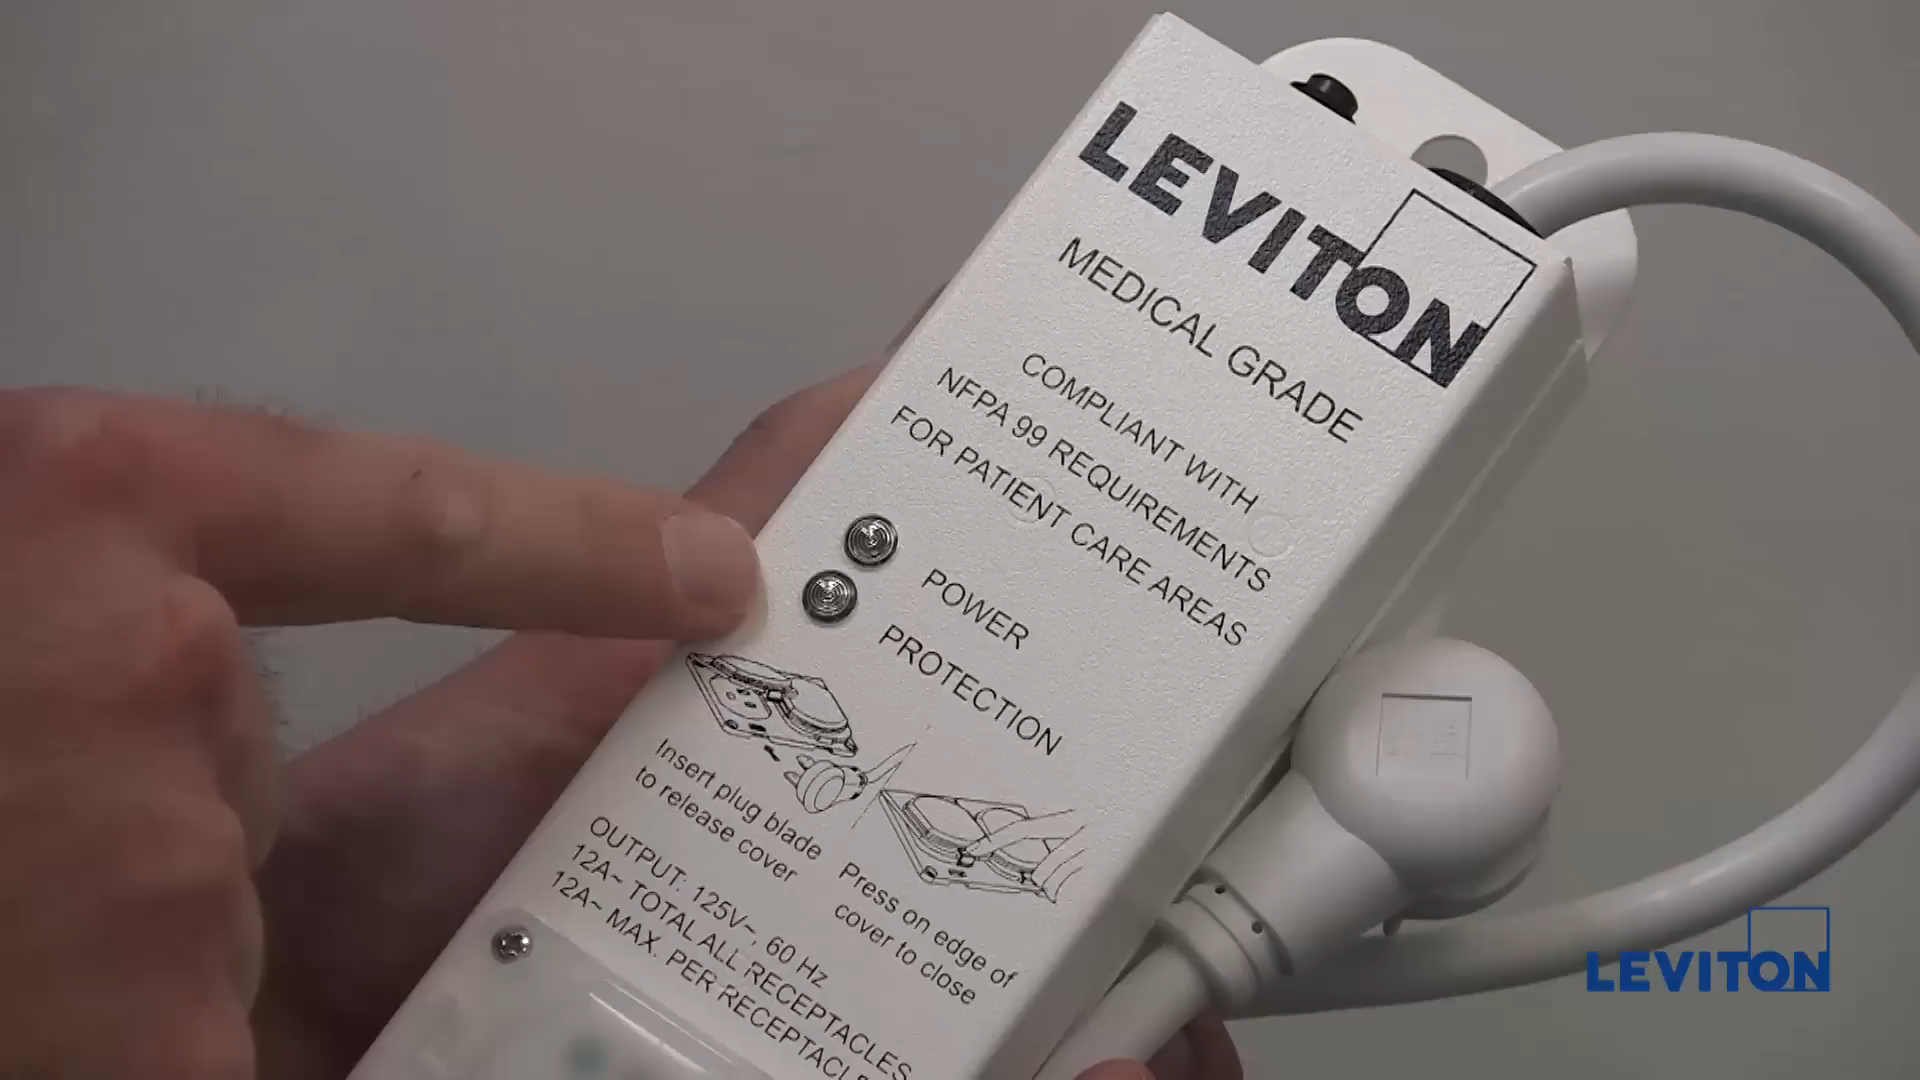 LEVITON
MEDICAL GRADE
COMPLIANT WITH
NFPA 99 REQUIREMENTS
FOR PATIENT CARE AREAS
POWER
PROTECTION
Insert plug blade
to release cover
Press on edge of
cover to close
OUTPUT: 125V~, 60 Hz
12A~ TOTAL ALL RECEPTACLES
12A~ MAX. PER RECEPTACLE
LEVITON